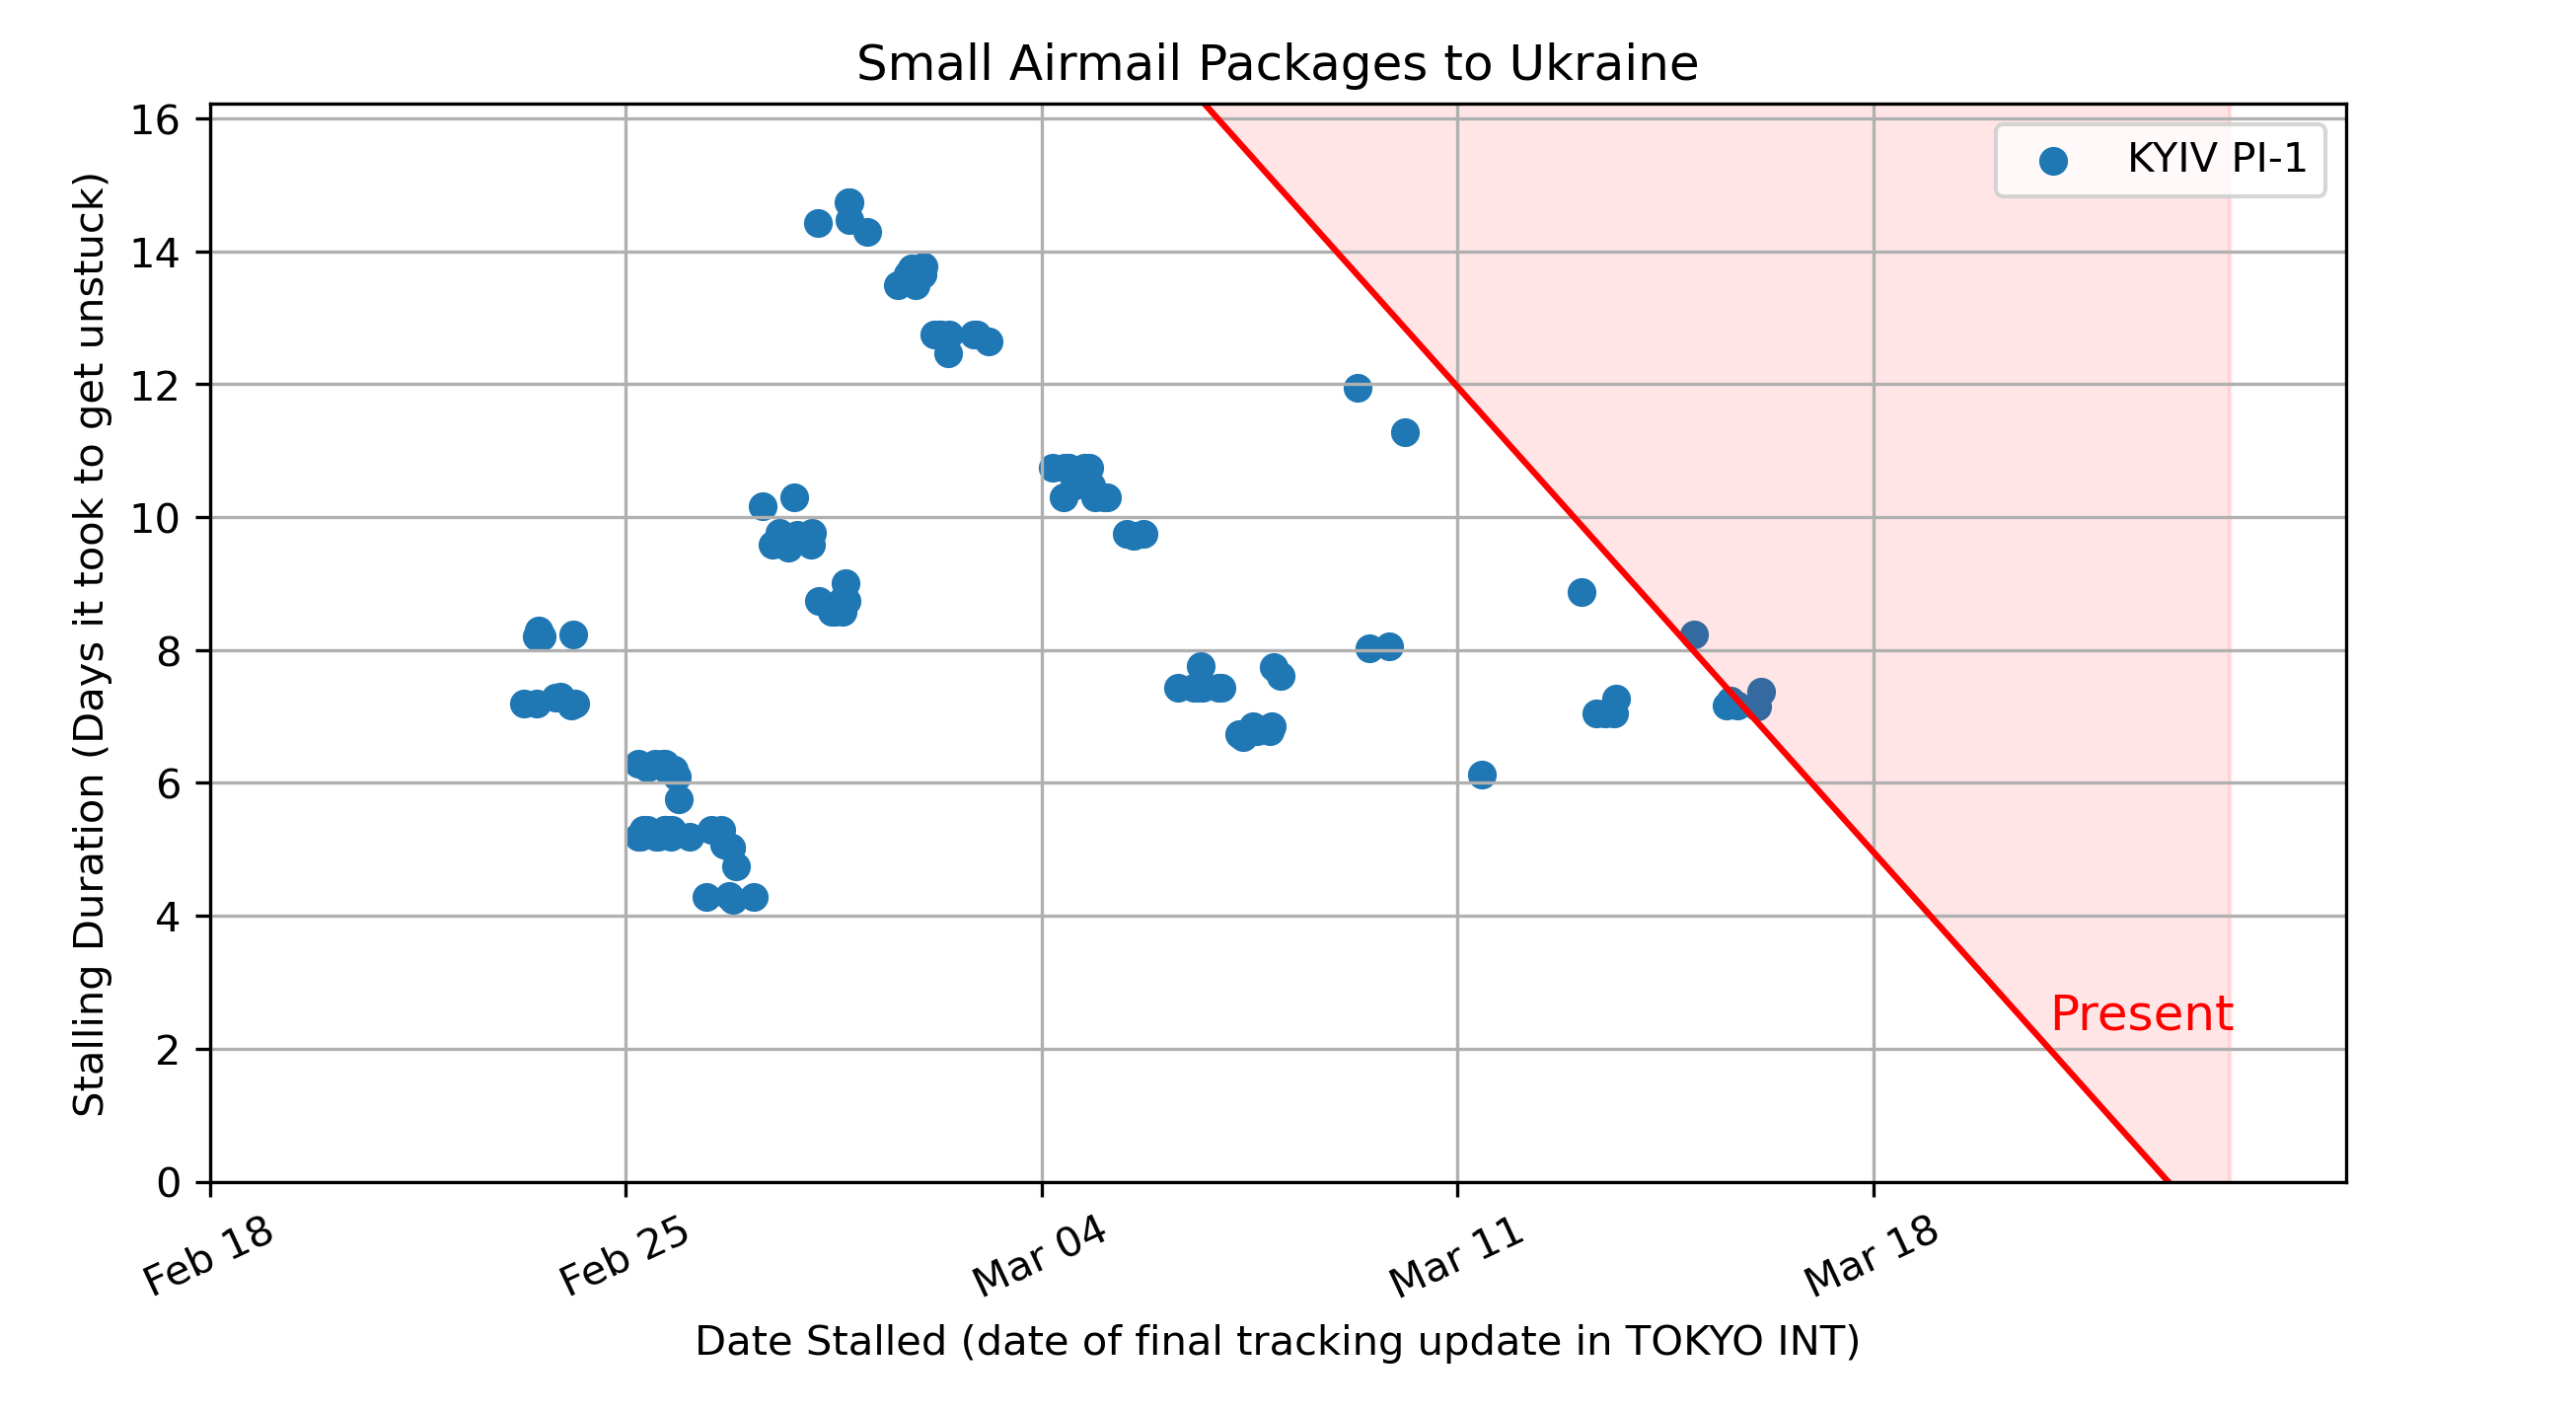 Small Airmail Packages to Ukraine
KYIV PI-1
Stalling Duration (Days it took to get unstuck)
16
14
12
10
8
6
4
2
0
Present
Feb 18
Feb 25
Mar 04
Mar 11
Mar 18
Date Stalled (date of final tracking update in TOKYO INT)